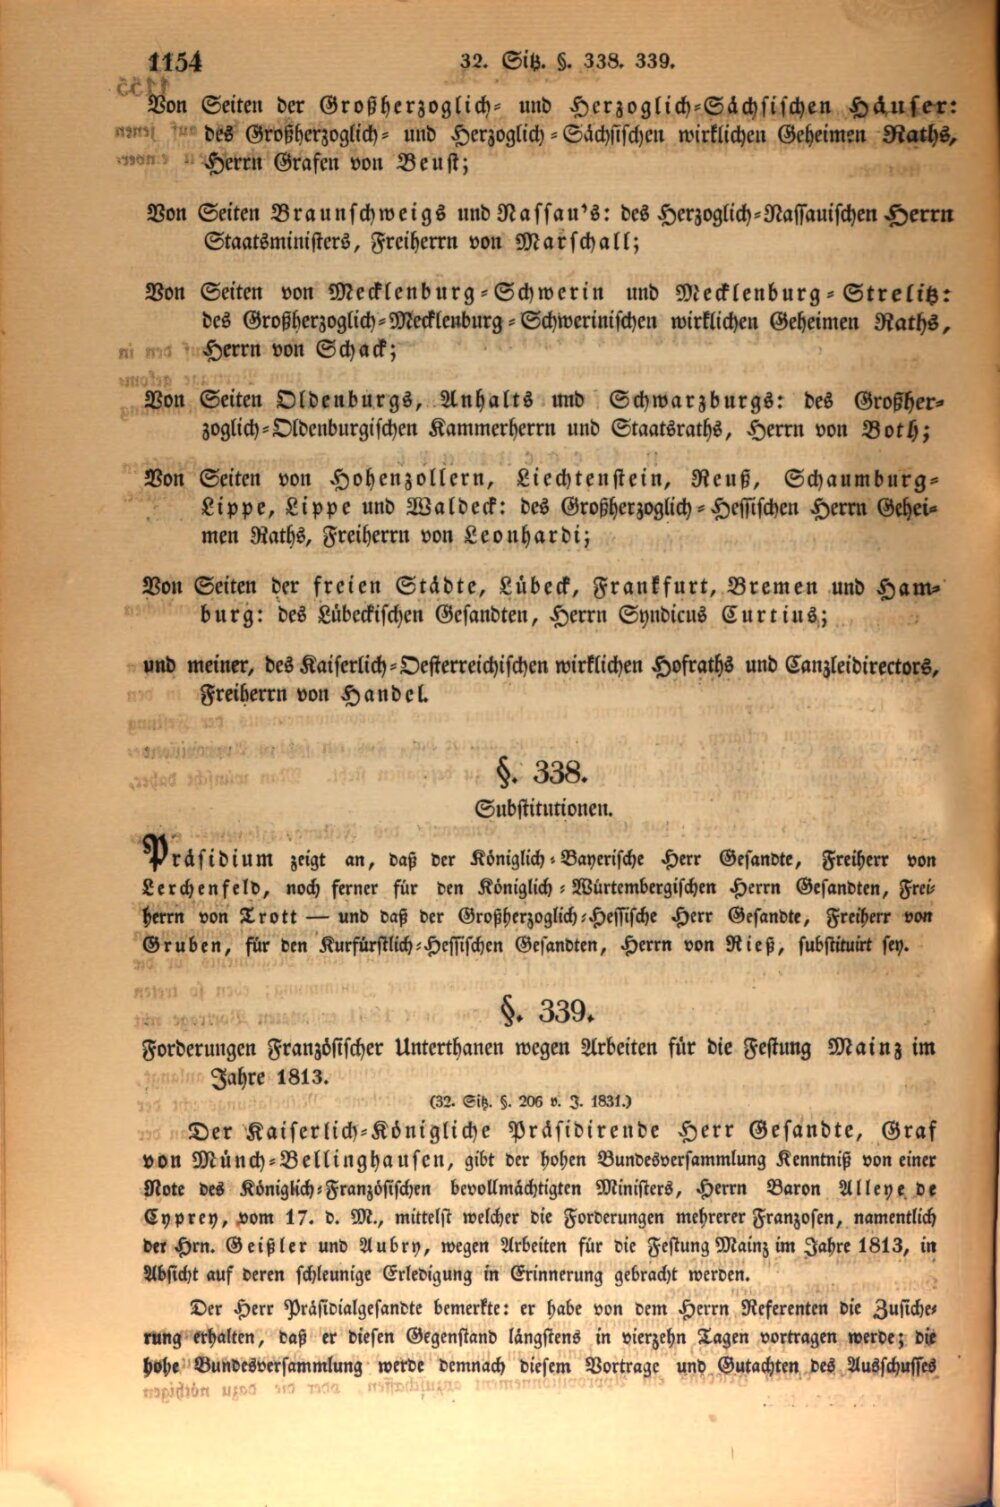 1154
32. Sitz. §. 338. 339.
Von Seiten der Großherzoglich- und Herzoglich-Sächsischen Häuser:
des Großherzoglich- und Herzoglich-Sächsischen wirklichen Geheimen Raths,
Herrn Grafen von Beust;
Von Seiten Braunschweigs und Nassau's: des Herzoglich-Nassauischen Herrn
Staatsministers, Freiherrn von Marschall;
Von Seiten von Mecklenburg-Schwerin und Mecklenburg-Strelitz:
des Großherzoglich-Mecklenburg-Schwerinischen wirklichen Geheimen Raths,
Herrn von Schack;
Von Seiten Oldenburgs, Anhalts und Schwarzburgs: des Großher-
zoglich-Oldenburgischen Kammerherrn und Staatsraths, Herrn von Both;
Von Seiten von Hohenzollern, Liechtenstein, Reuß, Schaumburg-
Lippe, Lippe und Waldeck: des Großherzoglich-Hessischen Herrn Gehei-
men Raths, Freiherrn von Leonhardi;
Von Seiten der freien Städte, Lübeck, Frankfurt, Bremen und Ham-
burg: des Lübeckischen Gesandten, Herrn Syndicus Curtius;
und meiner, des Kaiserlich-Oesterreichischen wirklichen Hofraths und Canzleidirectors,
Freiherrn von Handel.
§. 338.
Substitutionen.
Präsidium zeigt an, daß der Königlich-Bayerische Herr Gesandte, Freiherr von
Lerchenfeld, noch ferner für den Königlich-Würtembergischen Herrn Gesandten, Frei-
herrn von Trott — und daß der Großherzoglich-Hessische Herr Gesandte, Freiherr von
Gruben, für den Kurfürstlich-Hessischen Gesandten, Herrn von Rieß, substituirt sey.
§. 339.
Forderungen Französischer Unterthanen wegen Arbeiten für die Festung Mainz im
Jahre 1813.
(32. Sitz. §. 206 v. J. 1831.)
Der Kaiserlich-Königliche Präsidirende Herr Gesandte, Graf
von Münch-Bellinghausen, gibt der hohen Bundesversammlung Kenntniß von einer
Note des Königlich-Französischen bevollmächtigten Ministers, Herrn Baron Alleye de
Cyprey, vom 17. d. M., mittelst welcher die Forderungen mehrerer Franzosen, namentlich
der Hrn. Geißler und Aubry, wegen Arbeiten für die Festung Mainz im Jahre 1813, in
Absicht auf deren schleunige Erledigung in Erinnerung gebracht werden.
Der Herr Präsidialgesandte bemerkte: er habe von dem Herrn Referenten die Zusiche-
rung erhalten, daß er diesen Gegenstand längstens in vierzehn Tagen vortragen werde; die
hohe Bundesversammlung werde demnach diesem Vortrage und Gutachten des Ausschusses